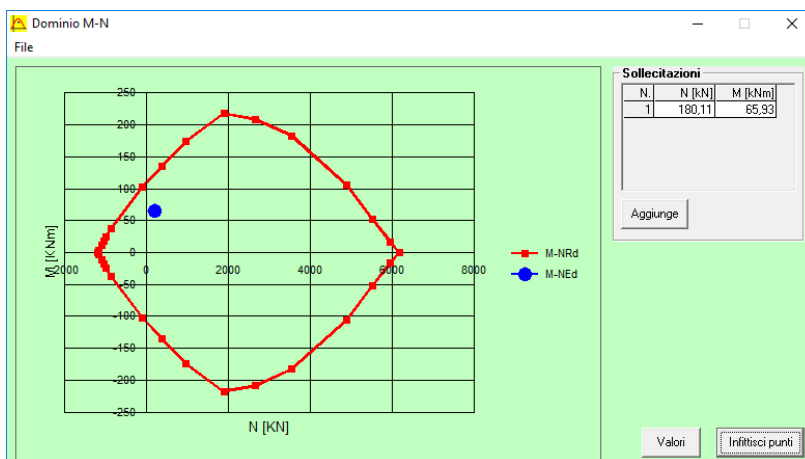 Dominio M-N
File
M [KNm]
250
200
150
100
50
0
-50
-100
-150
-200
-250
-2000 0 2000 4000 6000 8000
N [KN]
M-NRd
M-NEd
Sollecitazioni
N. N [kN] M [kNm]
1 180,11 65,93
Aggiunge
Valori
Infittisci punti